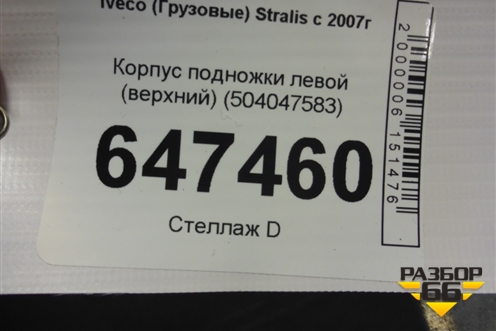 Iveco (Грузовые) Stralis с 2007г
Корпус подножки левой
(верхний) (504047583)
647460
Стеллаж D
2000006151476
РАЗБОР
66